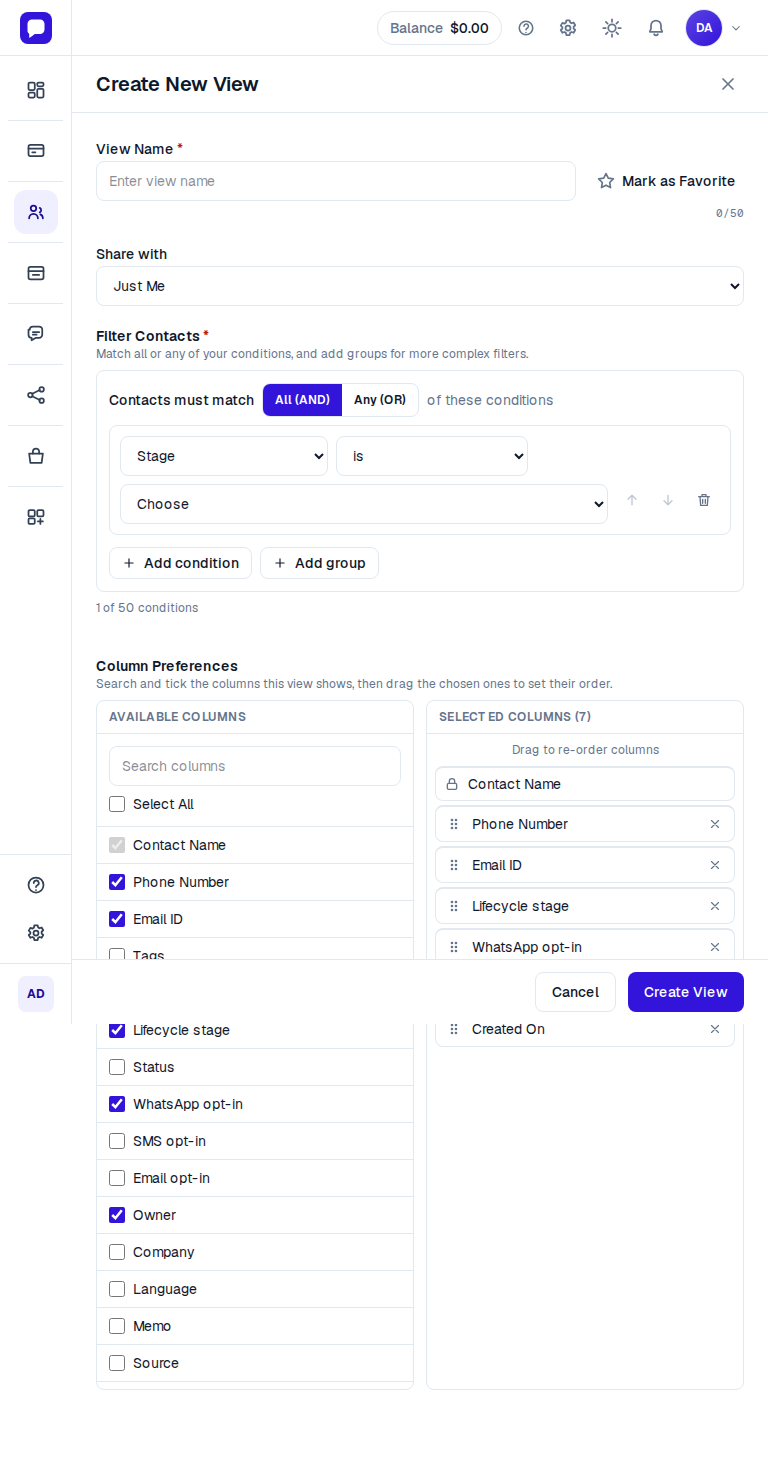 Balance $0.00
DA
Create New View
View Name *
Enter view name
Mark as Favorite
0/50
Share with
Just Me
Filter Contacts *
Match all or any of your conditions, and add groups for more complex filters.
Contacts must match All (AND) Any (OR) of these conditions
Stage is
Choose
Add condition Add group
1 of 50 conditions
Column Preferences
Search and tick the columns this view shows, then drag the chosen ones to set their order.
AVAILABLE COLUMNS
Search columns
Select All
Contact Name
Phone Number
Email ID
Tags
Lifecycle stage
Status
WhatsApp opt-in
SMS opt-in
Email opt-in
Owner
Company
Language
Memo
Source
SELECTED COLUMNS (7)
Drag to re-order columns
Contact Name
Phone Number
Email ID
Lifecycle stage
WhatsApp opt-in
Created On
AD
Cancel Create View